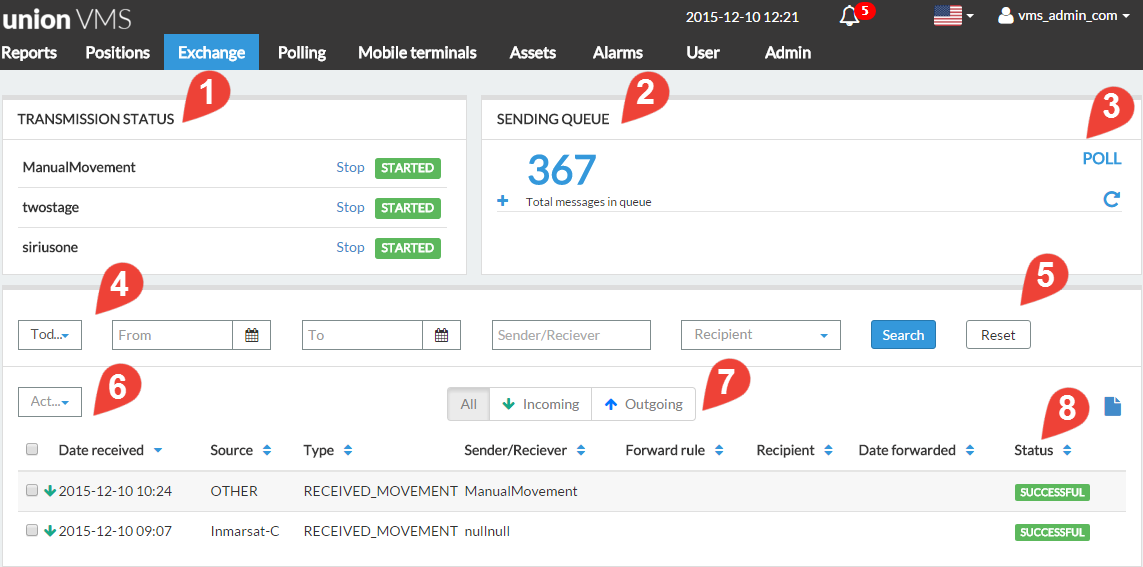 union VMS 2015-12-10 12:21 5 vms_admin_com
Reports Positions Exchange Polling Mobile terminals Assets Alarms User Admin
1 2 3
TRANSMISSION STATUS
ManualMovement Stop STARTED
twostage Stop STARTED
siriusone Stop STARTED
SENDING QUEUE
POLL
367
Total messages in queue
4 5
Tod... From To Sender/Reciever Recipient Search Reset
6 7 8
Act... All Incoming Outgoing
Date received Source Type Sender/Reciever Forward rule Recipient Date forwarded Status
2015-12-10 10:24 OTHER RECEIVED_MOVEMENT ManualMovement SUCCESSFUL
2015-12-10 09:07 Inmarsat-C RECEIVED_MOVEMENT nullnull SUCCESSFUL